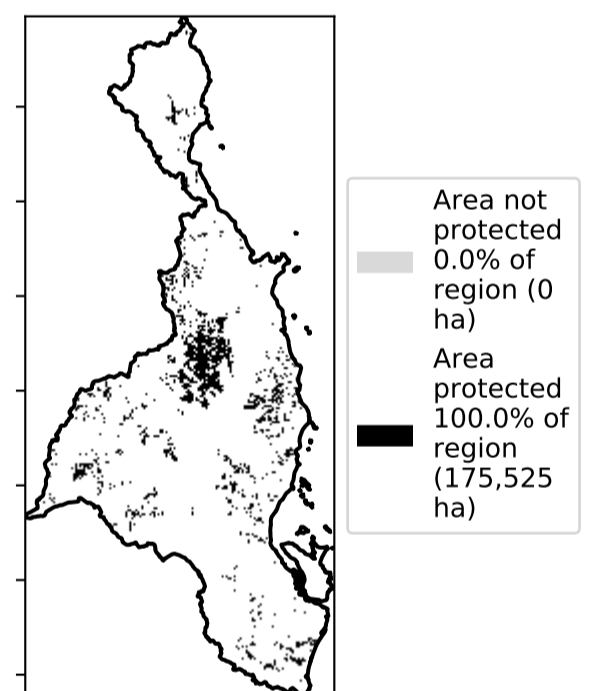 Area not
protected
0.0% of
region (0
ha)
Area
protected
100.0% of
region
(175,525
ha)